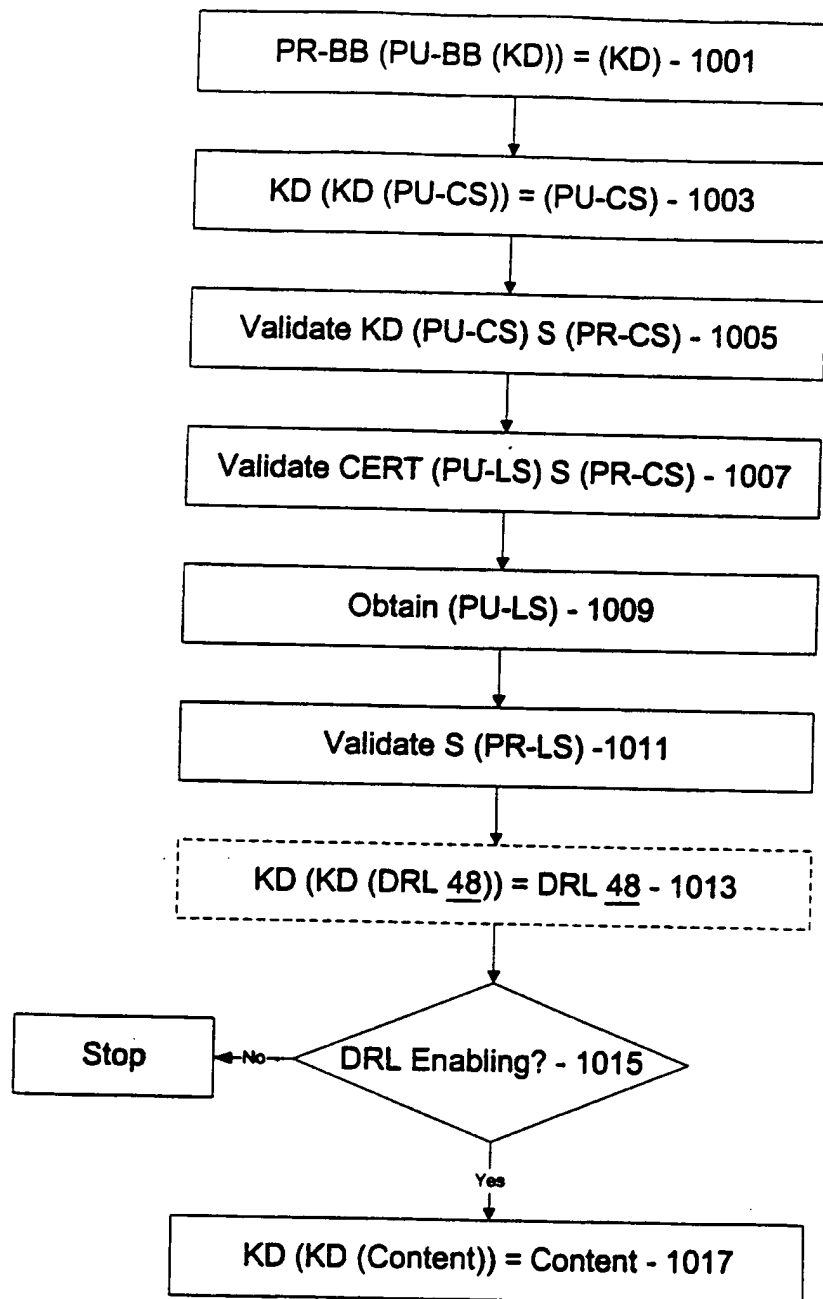 PR-BB (PU-BB (KD)) = (KD) - 1001
KD (KD (PU-CS)) = (PU-CS) - 1003
Validate KD (PU-CS) S (PR-CS) - 1005
Validate CERT (PU-LS) S (PR-CS) - 1007
Obtain (PU-LS) - 1009
Validate S (PR-LS) -1011
KD (KD (DRL 48)) = DRL 48 - 1013
DRL Enabling? - 1015
No
Stop
Yes
KD (KD (Content)) = Content - 1017